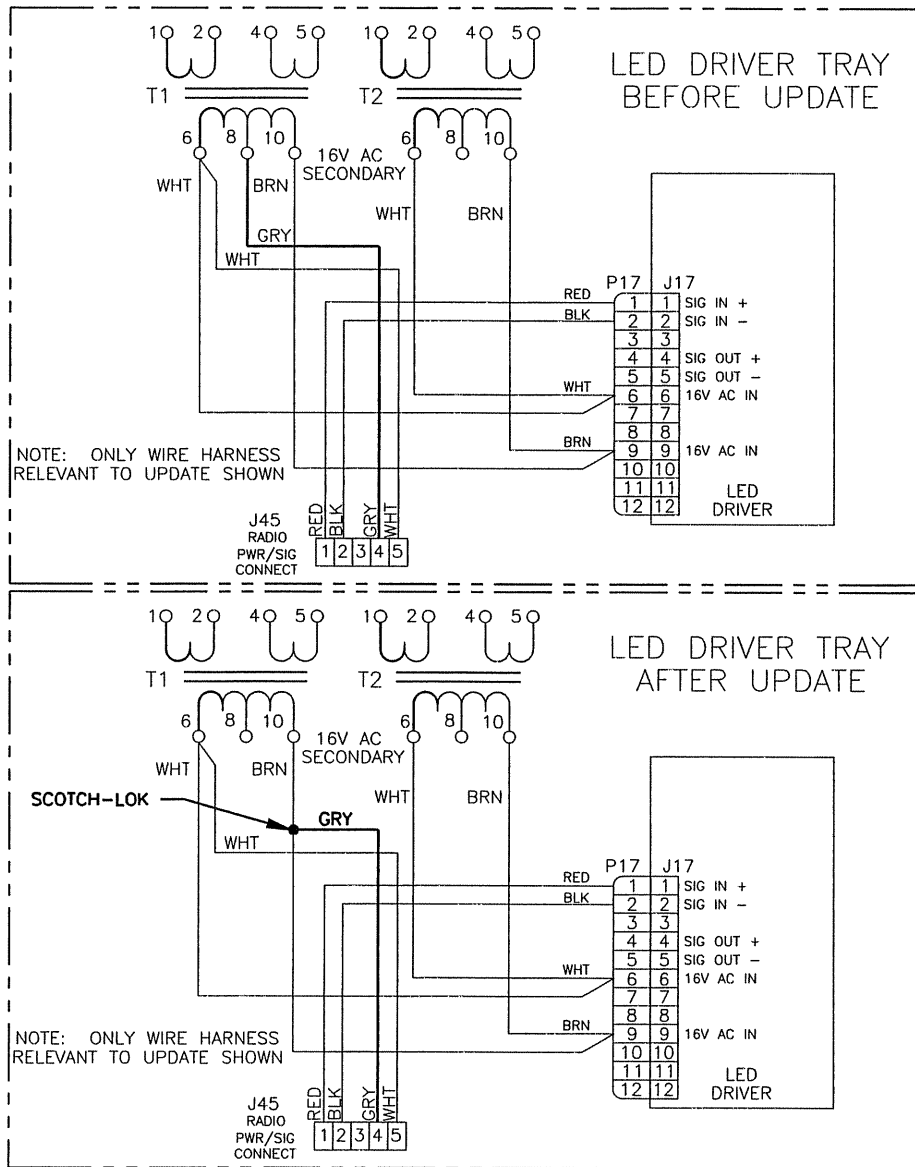 1 2 4 5 1 2 4 5
LED DRIVER TRAY
BEFORE UPDATE
T1 T2
6 8 10 6 8 10
16V AC
SECONDARY
WHT BRN
WHT BRN
GRY
WHT
P17 J17
RED 1 1 SIG IN +
BLK 2 2 SIG IN −
3 3
4 4 SIG OUT +
5 5 SIG OUT −
WHT 6 6 16V AC IN
7 7
8 8
BRN 9 9 16V AC IN
10 10
11 11
12 12
LED
DRIVER
NOTE: ONLY WIRE HARNESS
RELEVANT TO UPDATE SHOWN
J45
RADIO
PWR/SIG
CONNECT
RED BLK GRY WHT
1 2 3 4 5
1 2 4 5 1 2 4 5
LED DRIVER TRAY
AFTER UPDATE
T1 T2
6 8 10 6 8 10
16V AC
SECONDARY
WHT BRN
WHT BRN
SCOTCH-LOK
GRY
WHT
P17 J17
RED 1 1 SIG IN +
BLK 2 2 SIG IN −
3 3
4 4 SIG OUT +
5 5 SIG OUT −
WHT 6 6 16V AC IN
7 7
8 8
BRN 9 9 16V AC IN
10 10
11 11
12 12
LED
DRIVER
NOTE: ONLY WIRE HARNESS
RELEVANT TO UPDATE SHOWN
J45
RADIO
PWR/SIG
CONNECT
RED BLK GRY WHT
1 2 3 4 5